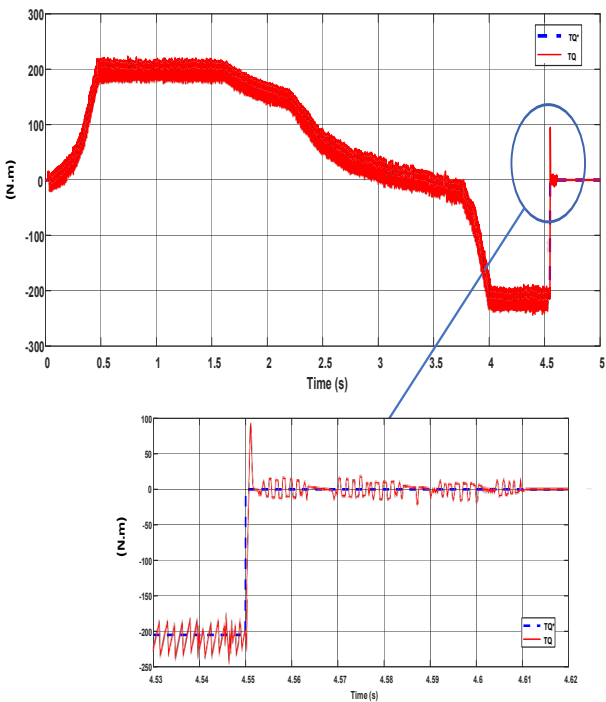 300
200
100
0
-100
-200
-300
(N.m)
TQ*
TQ
0 0.5 1 1.5 2 2.5 3 3.5 4 4.5 5
Time (s)
100
50
0
-50
-100
-150
-200
-250
(N.m)
TQ*
TQ
4.53 4.54 4.55 4.56 4.57 4.58 4.59 4.6 4.61 4.62
Time (s)